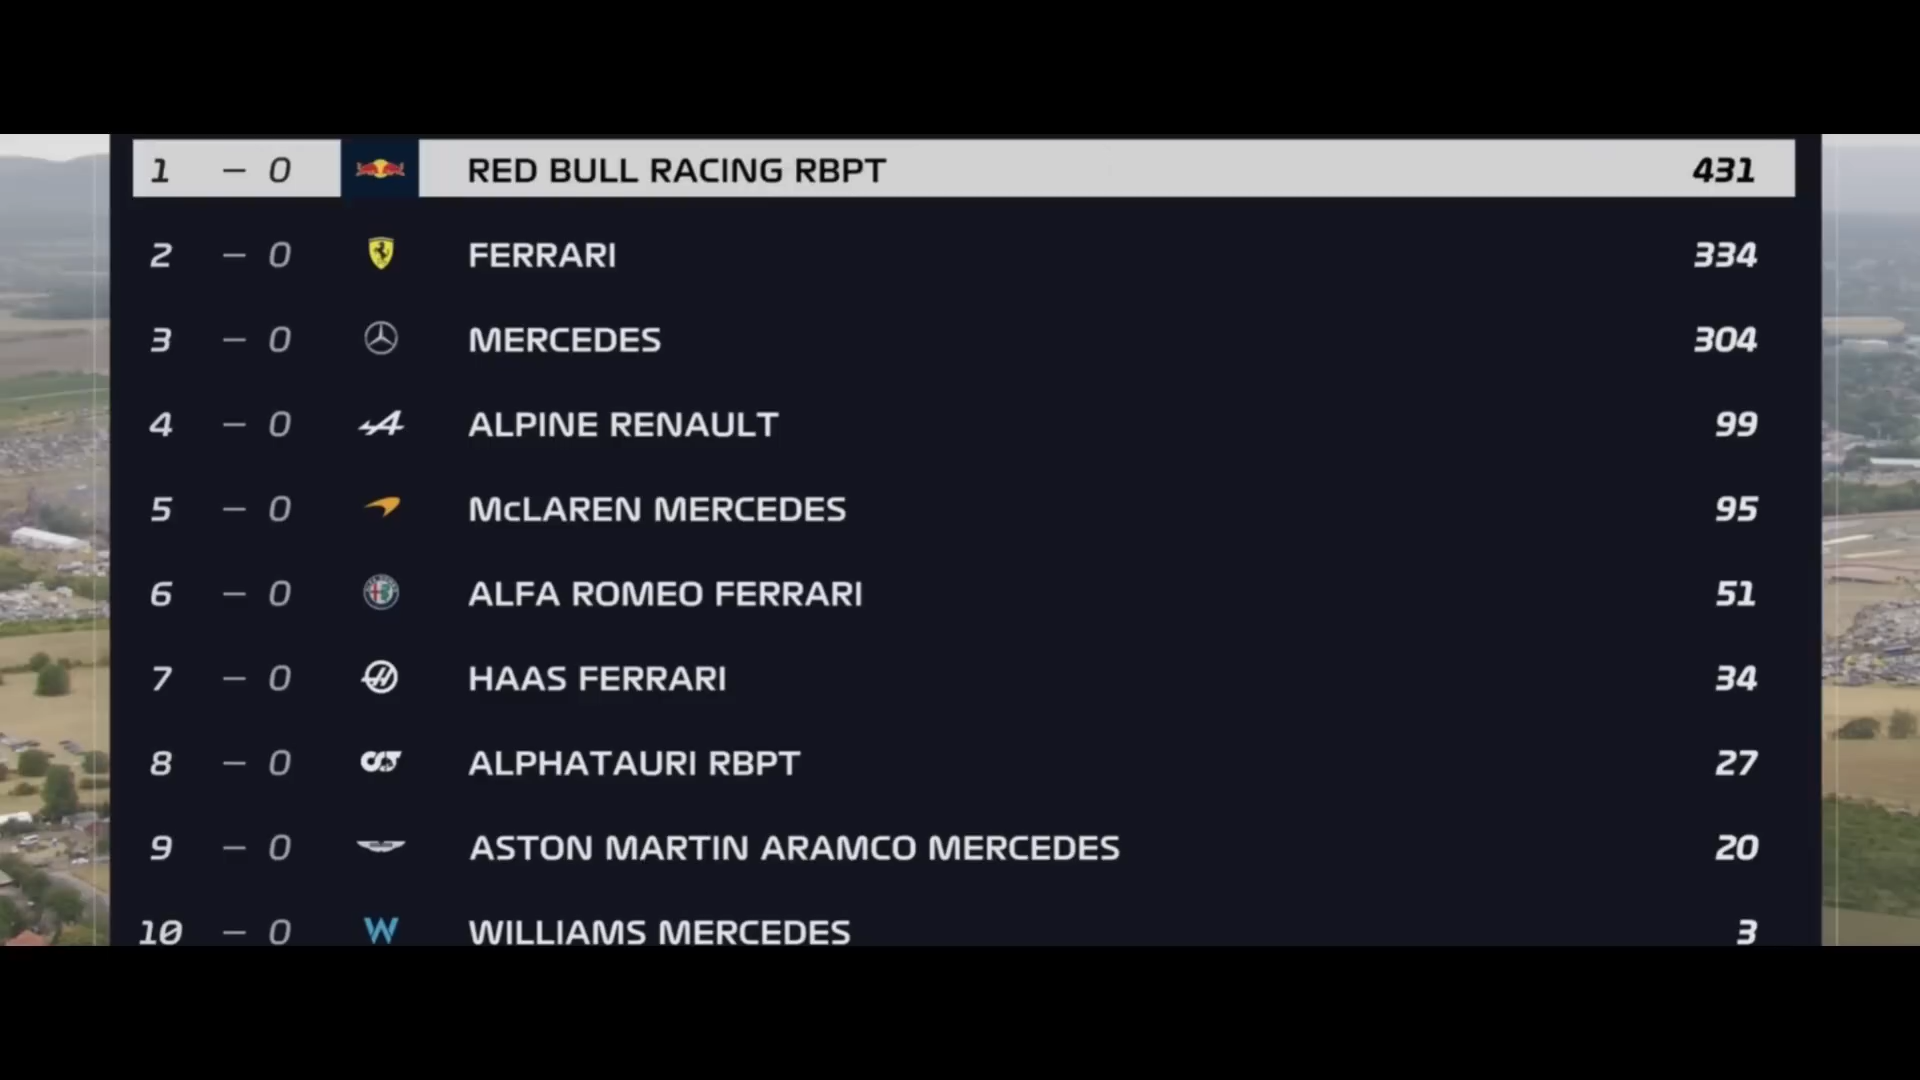 1 – 0 RED BULL RACING RBPT 431
2 – 0 FERRARI 334
3 – 0 MERCEDES 304
4 – 0 ALPINE RENAULT 99
5 – 0 McLAREN MERCEDES 95
6 – 0 ALFA ROMEO FERRARI 51
7 – 0 HAAS FERRARI 34
8 – 0 ALPHATAURI RBPT 27
9 – 0 ASTON MARTIN ARAMCO MERCEDES 20
10 – 0 WILLIAMS MERCEDES 3